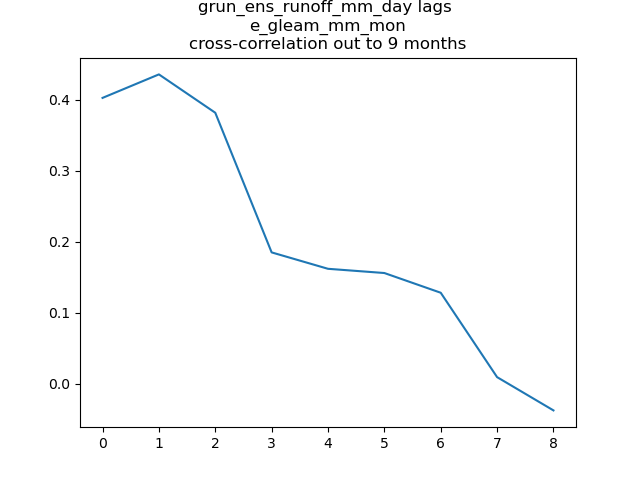 grun_ens_runoff_mm_day lags
e_gleam_mm_mon
cross-correlation out to 9 months
0.4
0.3
0.2
0.1
0.0
0 1 2 3 4 5 6 7 8